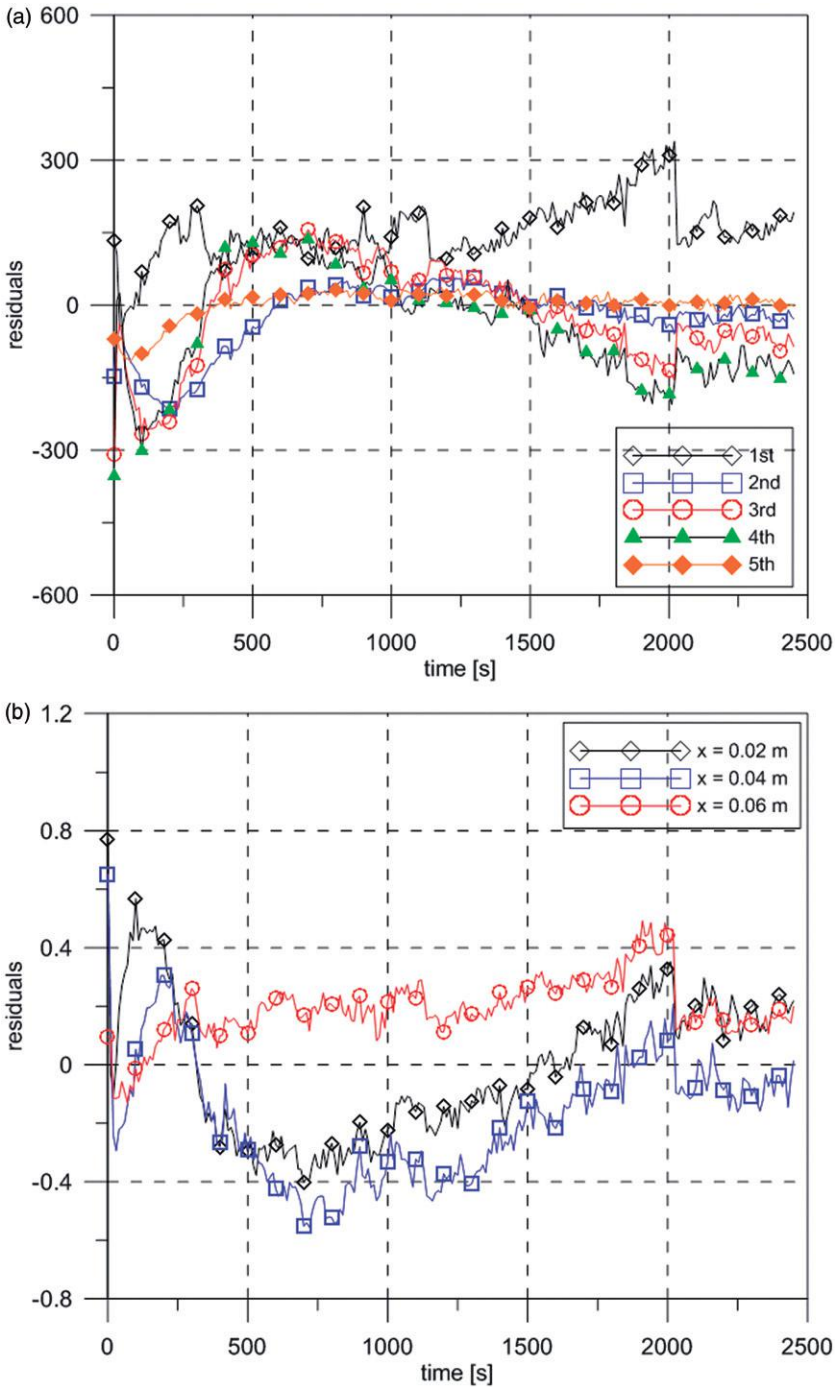 (a)
600
300
0
-300
-600
residuals
1st
2nd
3rd
4th
5th
0 500 1000 1500 2000 2500
time [s]
(b)
1.2
0.8
0.4
0
-0.4
-0.8
residuals
x = 0.02 m
x = 0.04 m
x = 0.06 m
0 500 1000 1500 2000 2500
time [s]